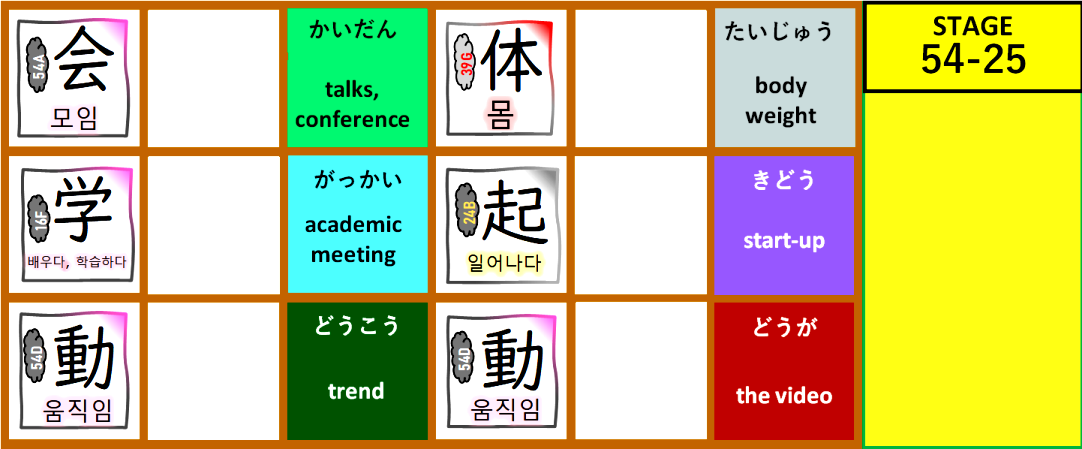 会
54A
모임
かいだん
talks,
conference
体
39G
몸
たいじゅう
body
weight
STAGE
54-25
学
16F
배우다, 학습하다
がっかい
academic
meeting
起
24B
일어나다
きどう
start-up
動
54D
움직임
どうこう
trend
動
54D
움직임
どうが
the video